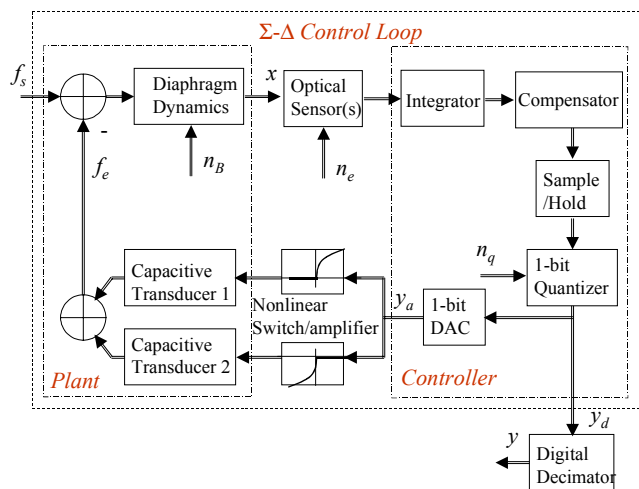 Σ-Δ Control Loop
f_s
-
f_e
Diaphragm
Dynamics
n_B
x
Optical
Sensor(s)
n_e
Integrator
Compensator
Sample
/Hold
n_q
1-bit
Quantizer
1-bit
DAC
y_a
Nonlinear
Switch/amplifier
Capacitive
Transducer 1
Capacitive
Transducer 2
Plant
Controller
y_d
y
Digital
Decimator